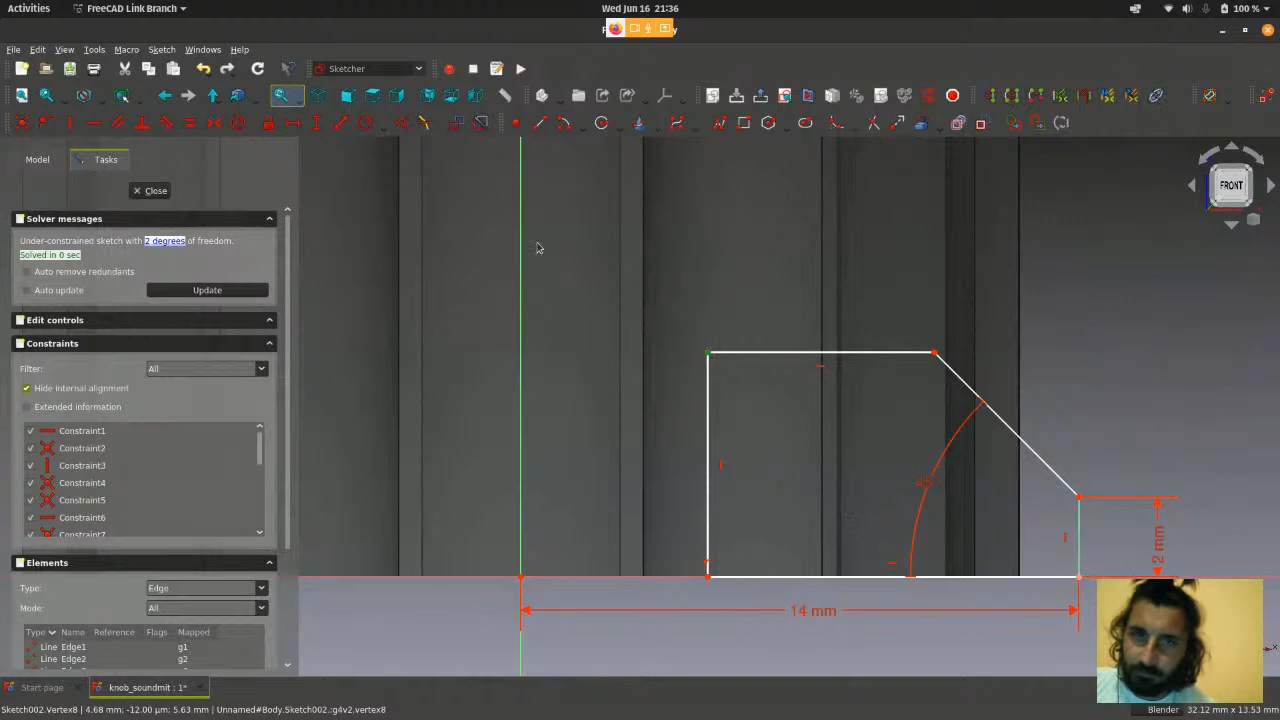 Activities
FreeCAD Link Branch
Wed Jun 16 21:36
100 %
File Edit View Tools Macro Sketch Windows Help
Sketcher
Model
Tasks
Close
Solver messages
Under-constrained sketch with 2 degrees of freedom.
Solved in 0 sec
Auto remove redundants
Auto update
Update
Edit controls
Constraints
Filter:
All
Hide internal alignment
Extended information
Constraint1
Constraint2
Constraint3
Constraint4
Constraint5
Constraint6
Constraint7
Elements
Type:
Edge
Mode:
All
Type Name Reference Flags Mapped
Line Edge1 g1
Line Edge2 g2
FRONT
2 mm
14 mm
Start page
knob_soundmit : 1*
Sketch002.Vertex8 | 4.68 mm; -12.00 µm; 5.63 mm | Unnamed#Body.Sketch002.;g4v2.vertex8
Blender
32.12 mm x 13.53 mm